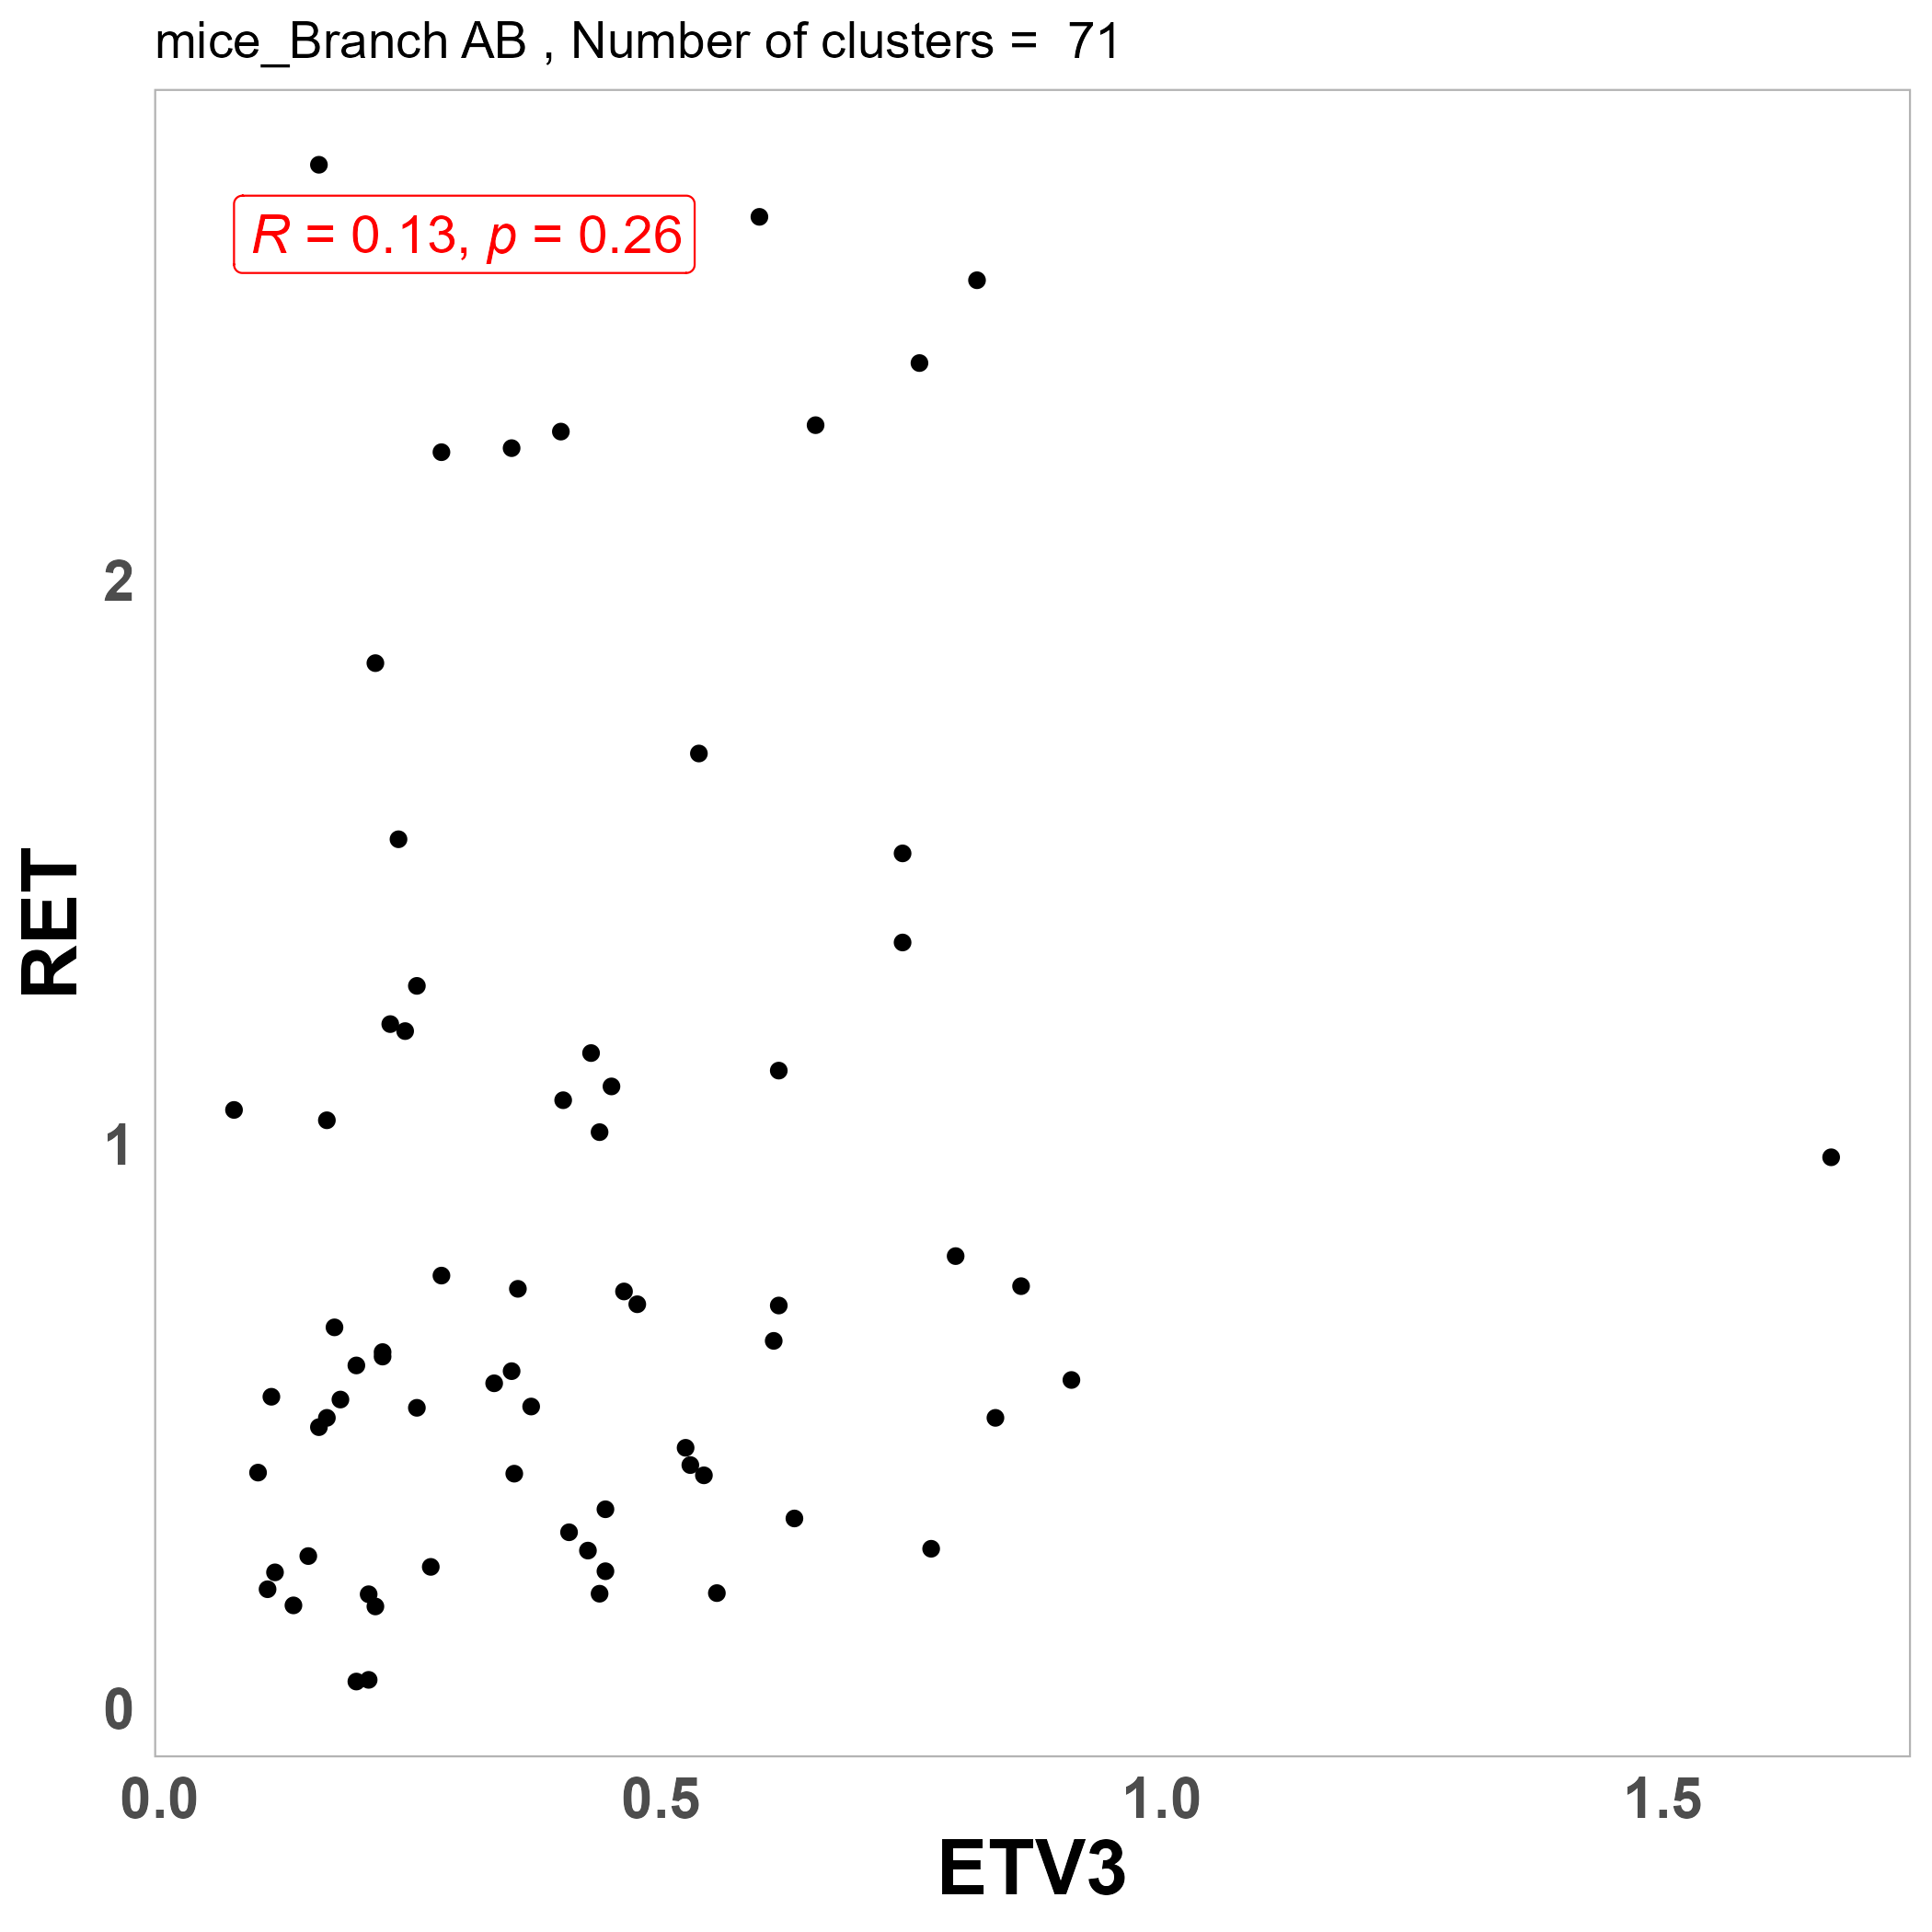 mice_Branch AB , Number of clusters =  71
R = 0.13, p = 0.26
2
1
0
RET
0.0 0.5 1.0 1.5
ETV3